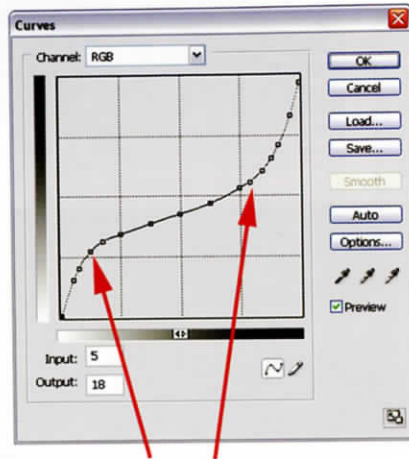 Curves
Channel: RGB
OK
Cancel
Load...
Save...
Smooth
Auto
Options...
Preview
Input: 5
Output: 18